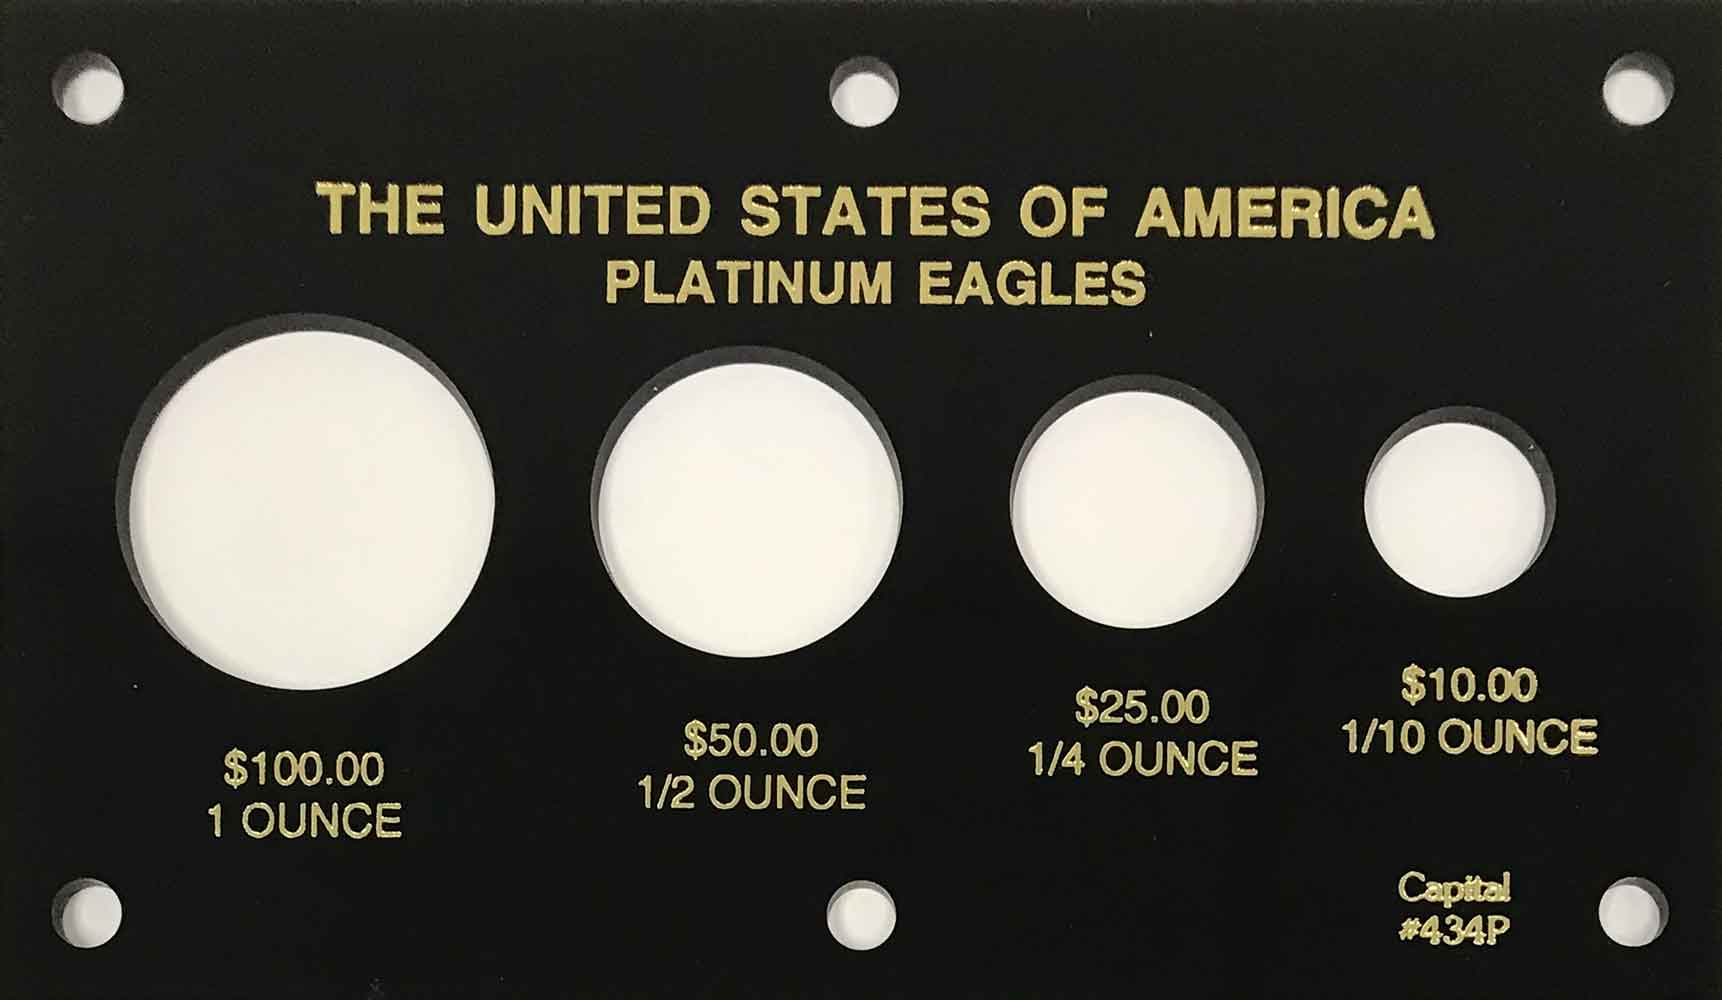 THE UNITED STATES OF AMERICA
PLATINUM EAGLES
$100.00
1 OUNCE
$50.00
1/2 OUNCE
$25.00
1/4 OUNCE
$10.00
1/10 OUNCE
Capital
#434P